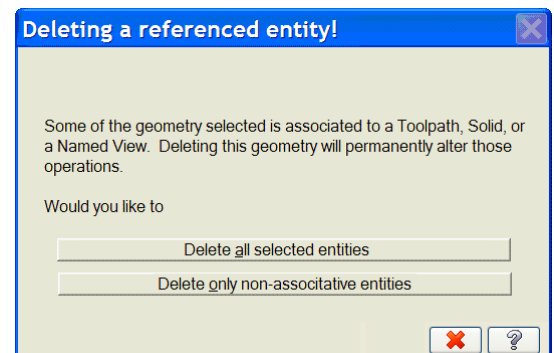 Deleting a referenced entity!
Some of the geometry selected is associated to a Toolpath, Solid, or
a Named View. Deleting this geometry will permanently alter those
operations.
Would you like to
Delete all selected entities
Delete only non-associtative entities
?